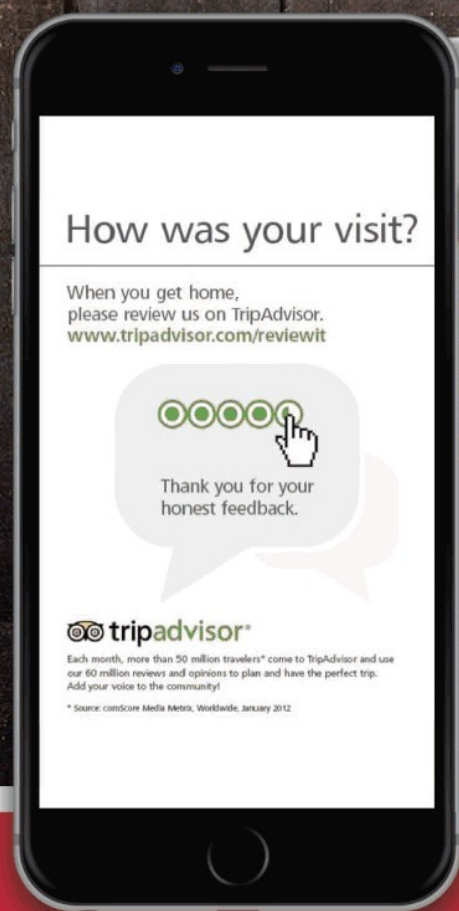 How was your visit?
When you get home,
please review us on TripAdvisor.
www.tripadvisor.com/reviewit
Thank you for your
honest feedback.
tripadvisor®
Each month, more than 50 million travelers* come to TripAdvisor and use
our 60 million reviews and opinions to plan and have the perfect trip.
Add your voice to the community!
* Source: comScore Media Metrix, Worldwide, January 2012